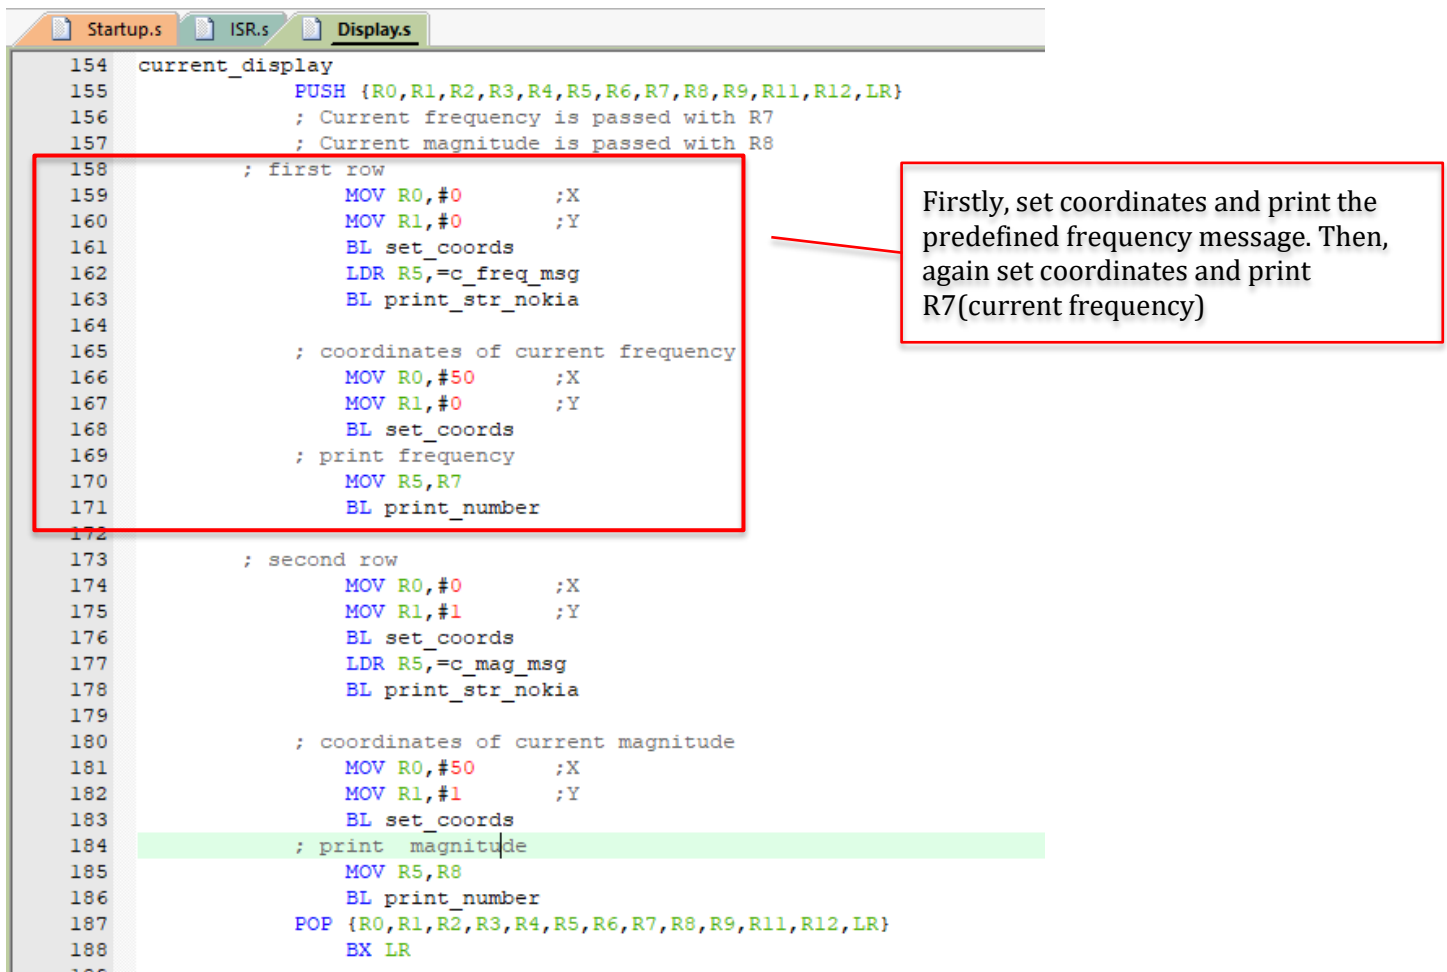 Startup.s ISR.s Display.s
154 current_display
155 PUSH {R0,R1,R2,R3,R4,R5,R6,R7,R8,R9,R11,R12,LR}
156 ; Current frequency is passed with R7
157 ; Current magnitude is passed with R8
158 ; first row
159 MOV R0,#0 ;X
160 MOV R1,#0 ;Y
161 BL set_coords
162 LDR R5,=c_freq_msg
163 BL print_str_nokia
164
165 ; coordinates of current frequency
166 MOV R0,#50 ;X
167 MOV R1,#0 ;Y
168 BL set_coords
169 ; print frequency
170 MOV R5,R7
171 BL print_number
172
173 ; second row
174 MOV R0,#0 ;X
175 MOV R1,#1 ;Y
176 BL set_coords
177 LDR R5,=c_mag_msg
178 BL print_str_nokia
179
180 ; coordinates of current magnitude
181 MOV R0,#50 ;X
182 MOV R1,#1 ;Y
183 BL set_coords
184 ; print  magnitude
185 MOV R5,R8
186 BL print_number
187 POP {R0,R1,R2,R3,R4,R5,R6,R7,R8,R9,R11,R12,LR}
188 BX LR
Firstly, set coordinates and print the
predefined frequency message. Then,
again set coordinates and print
R7(current frequency)